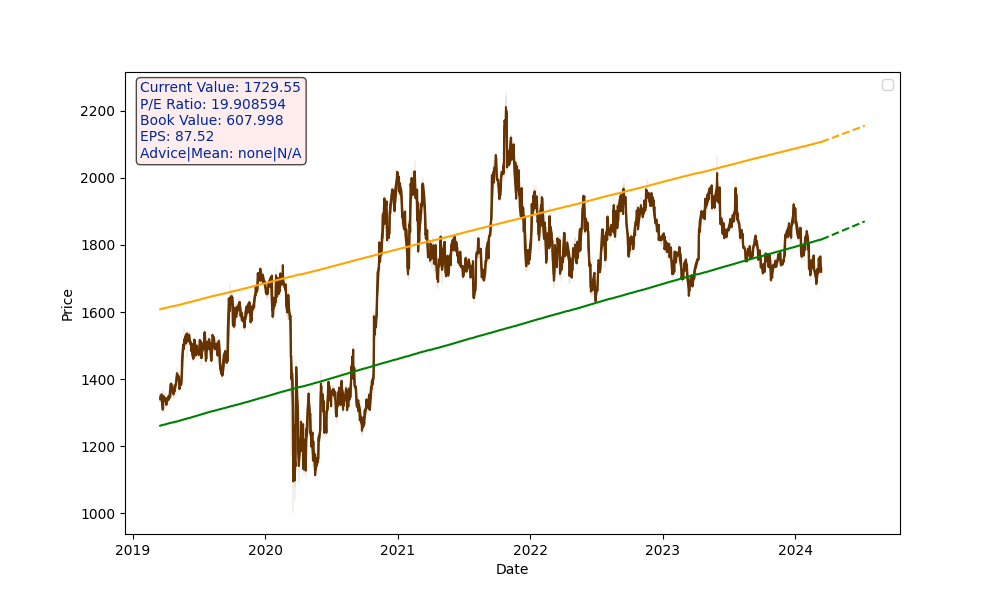 Current Value: 1729.55
P/E Ratio: 19.908594
Book Value: 607.998
EPS: 87.52
Advice|Mean: none|N/A
2200
2000
1800
1600
1400
1200
1000
Price
2019 2020 2021 2022 2023 2024
Date